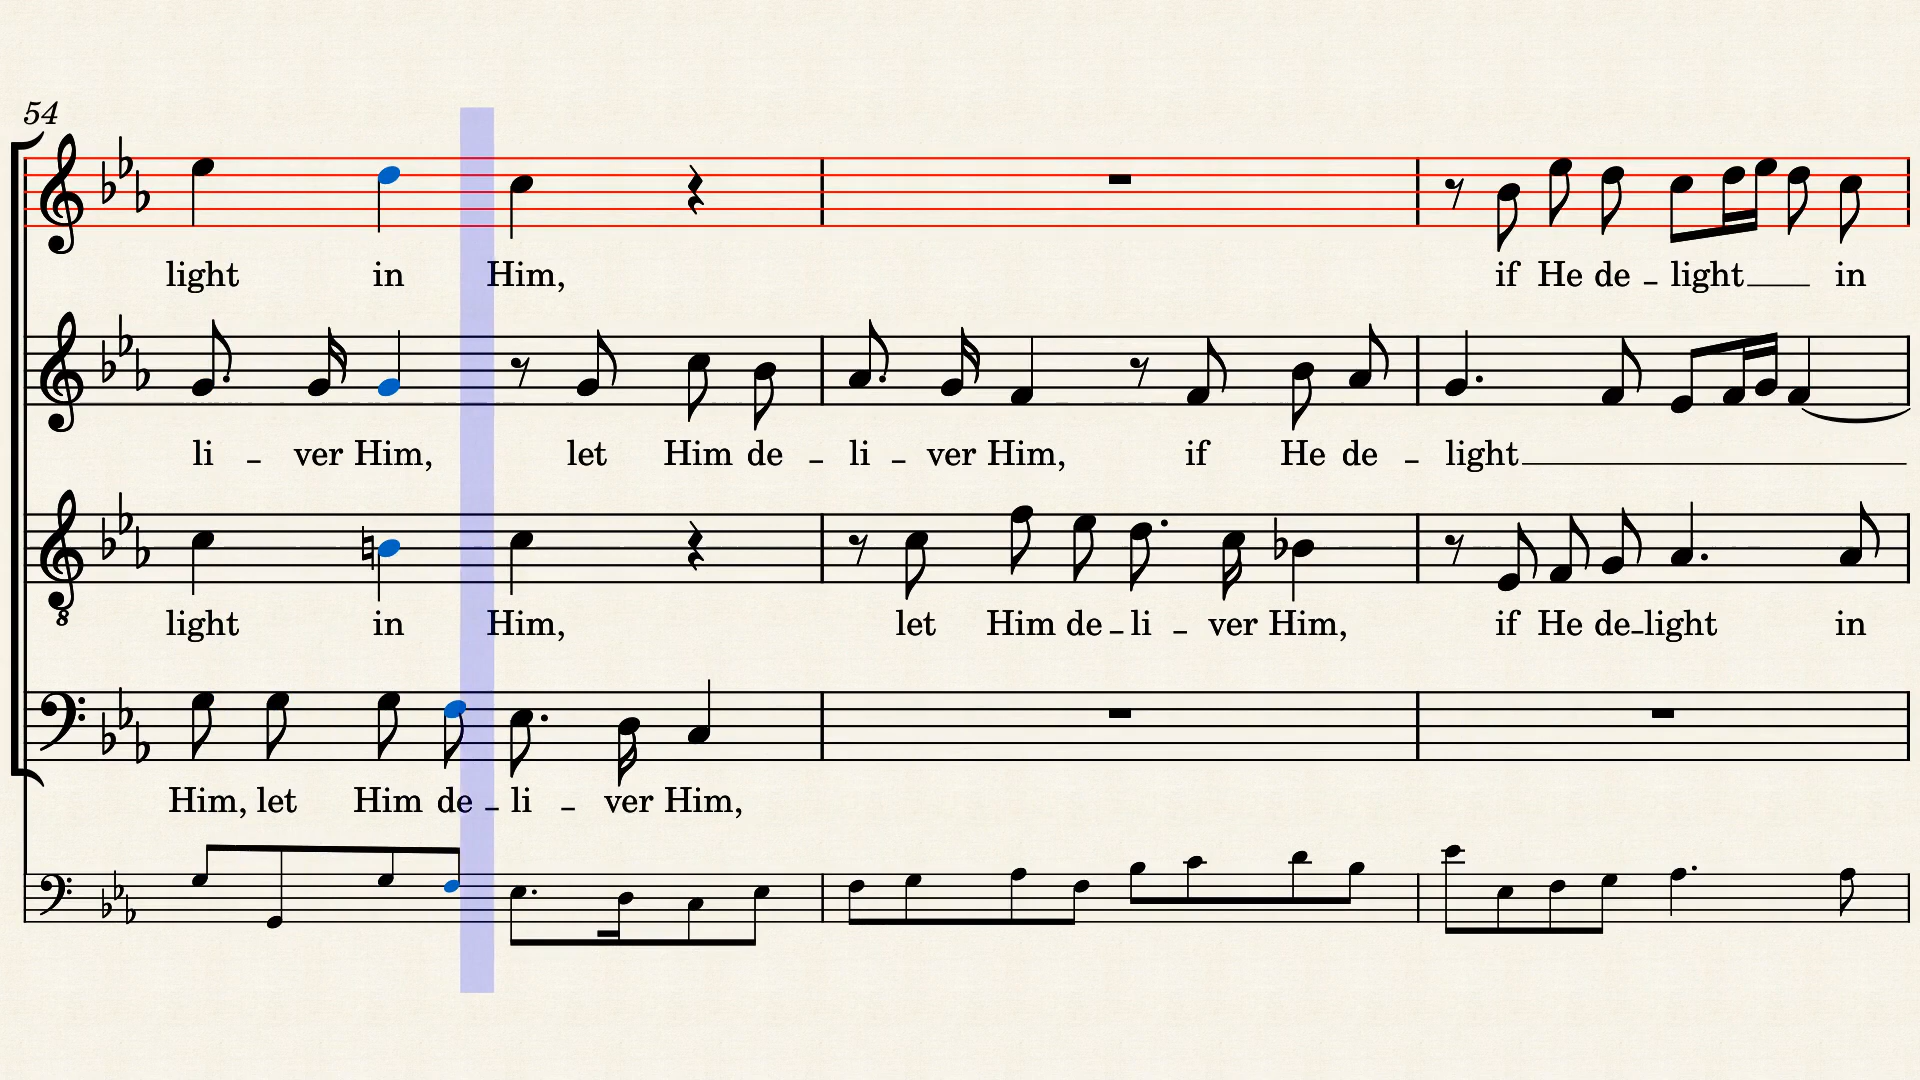 54
light in Him, if He de - light in
li - ver Him, let Him de - li - ver Him, if He de - light
8
light in Him, let Him de - li - ver Him, if He de - light in
Him, let Him de - li - ver Him,